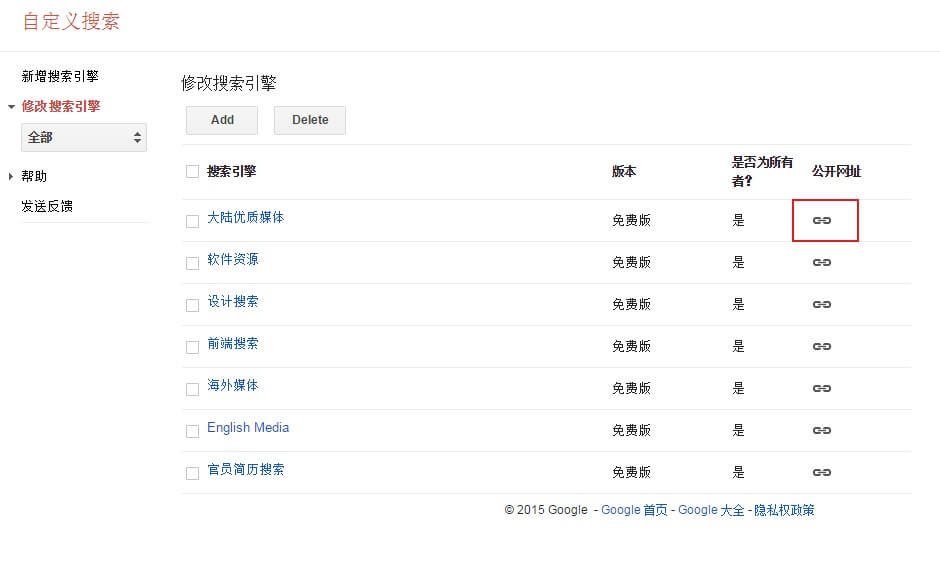 自定义搜索
新增搜索引擎
修改搜索引擎
全部
帮助
发送反馈
修改搜索引擎
Add Delete
搜索引擎 版本 是否为所有者？ 公开网址
大陆优质媒体 免费版 是
软件资源 免费版 是
设计搜索 免费版 是
前端搜索 免费版 是
海外媒体 免费版 是
English Media 免费版 是
官员简历搜索 免费版 是
© 2015 Google - Google 首页 - Google 大全 - 隐私权政策